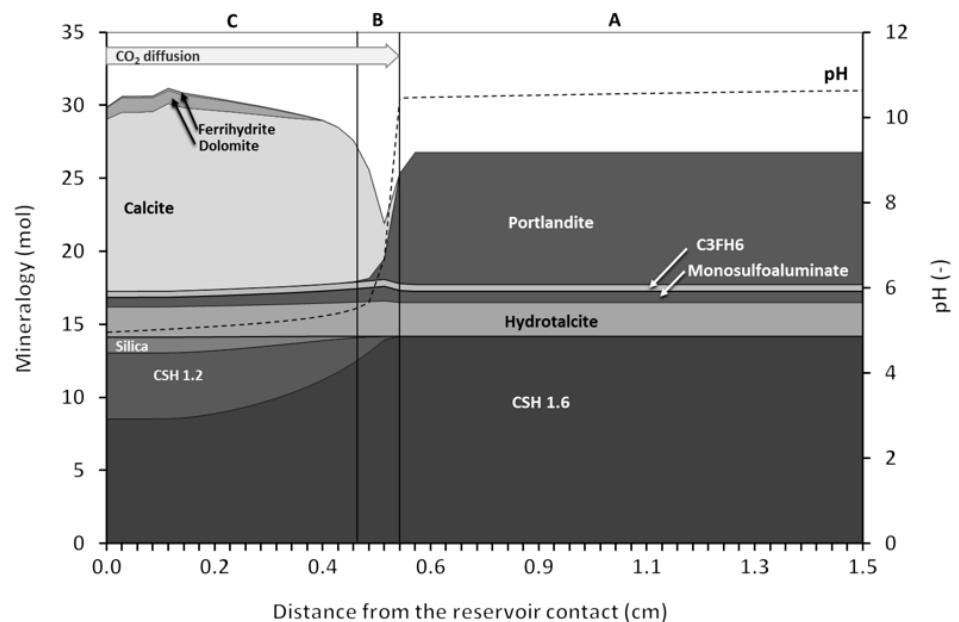 C B A
35 12
CO2 diffusion
pH
30 10
Ferrihydrite
Dolomite
25
Calcite 8
Portlandite
20
C3FH6
Monosulfoaluminate
6
Hydrotalcite
15
Silica
CSH 1.2
4
10
CSH 1.6
5 2
0 0
0.0 0.2 0.4 0.6 0.9 1.1 1.3 1.5
Distance from the reservoir contact (cm)
Mineralogy (mol)
pH (-)